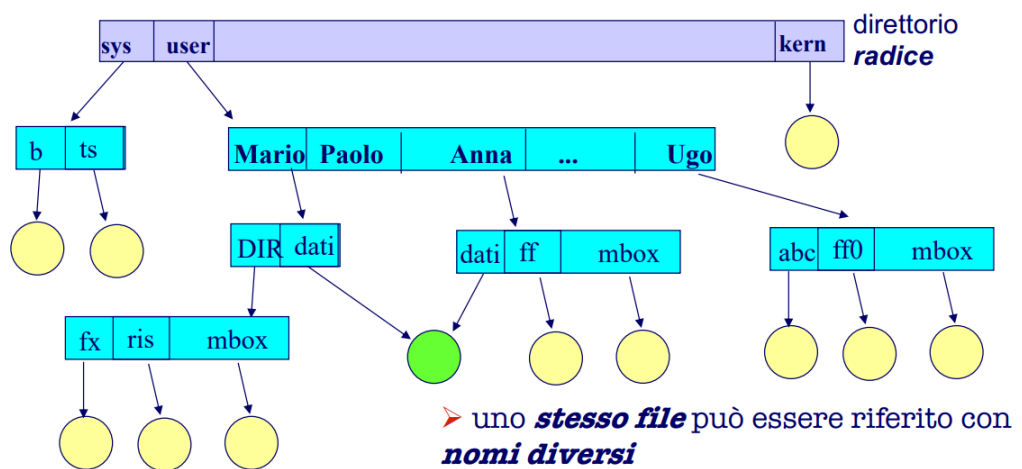 direttorio
radice
sys user kern
b ts
Mario Paolo Anna ... Ugo
DIR dati
dati ff mbox
abc ff0 mbox
fx ris mbox
➢ uno stesso file può essere riferito con
nomi diversi